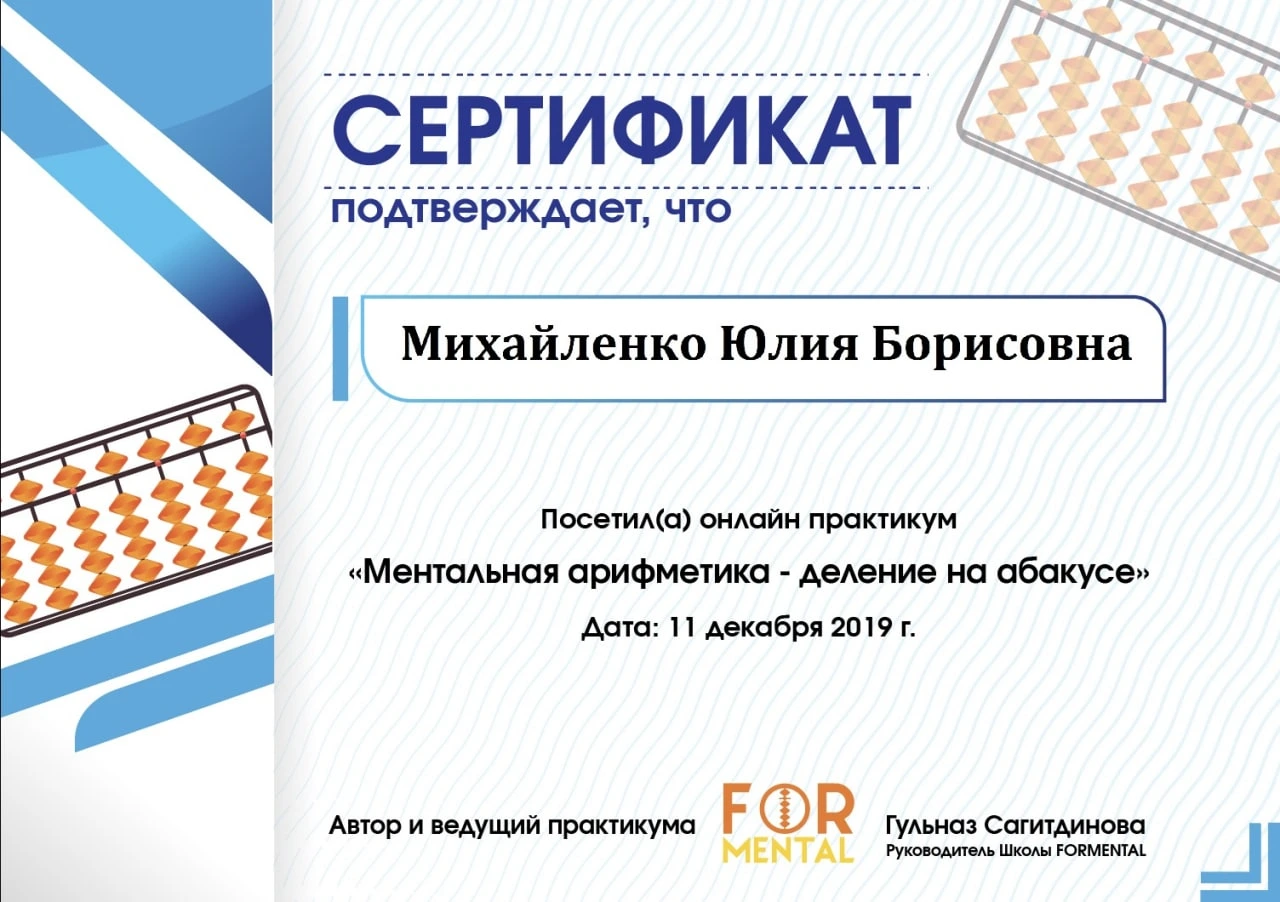 СЕРТИФИКАТ
подтверждает, что
Михайленко Юлия Борисовна
Посетил(а) онлайн практикум
«Ментальная арифметика - деление на абакусе»
Дата: 11 декабря 2019 г.
Автор и ведущий практикума
FOR
MENTAL
Гульназ Сагитдинова
Руководитель Школы FORMENTAL